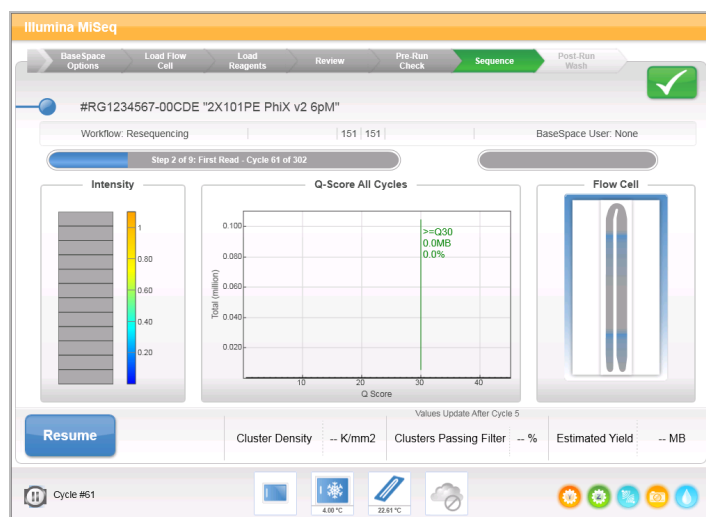 Illumina MiSeq
BaseSpace
Options
Load Flow
Cell
Load
Reagents
Review
Pre-Run
Check
Sequence
Post-Run
Wash
#RG1234567-00CDE "2X101PE PhiX v2 6pM"
Workflow: Resequencing
151 151
BaseSpace User: None
Step 2 of 9: First Read - Cycle 61 of 302
Intensity
1
0.80
0.60
0.40
0.20
Q-Score All Cycles
Total (million)
0.100
0.080
0.060
0.040
0.020
>=Q30
0.0MB
0.0%
10 20 30 40
Q Score
Flow Cell
Values Update After Cycle 5
Resume
Cluster Density -- K/mm2
Clusters Passing Filter -- %
Estimated Yield -- MB
Cycle #61
4.00 °C
22.61 °C